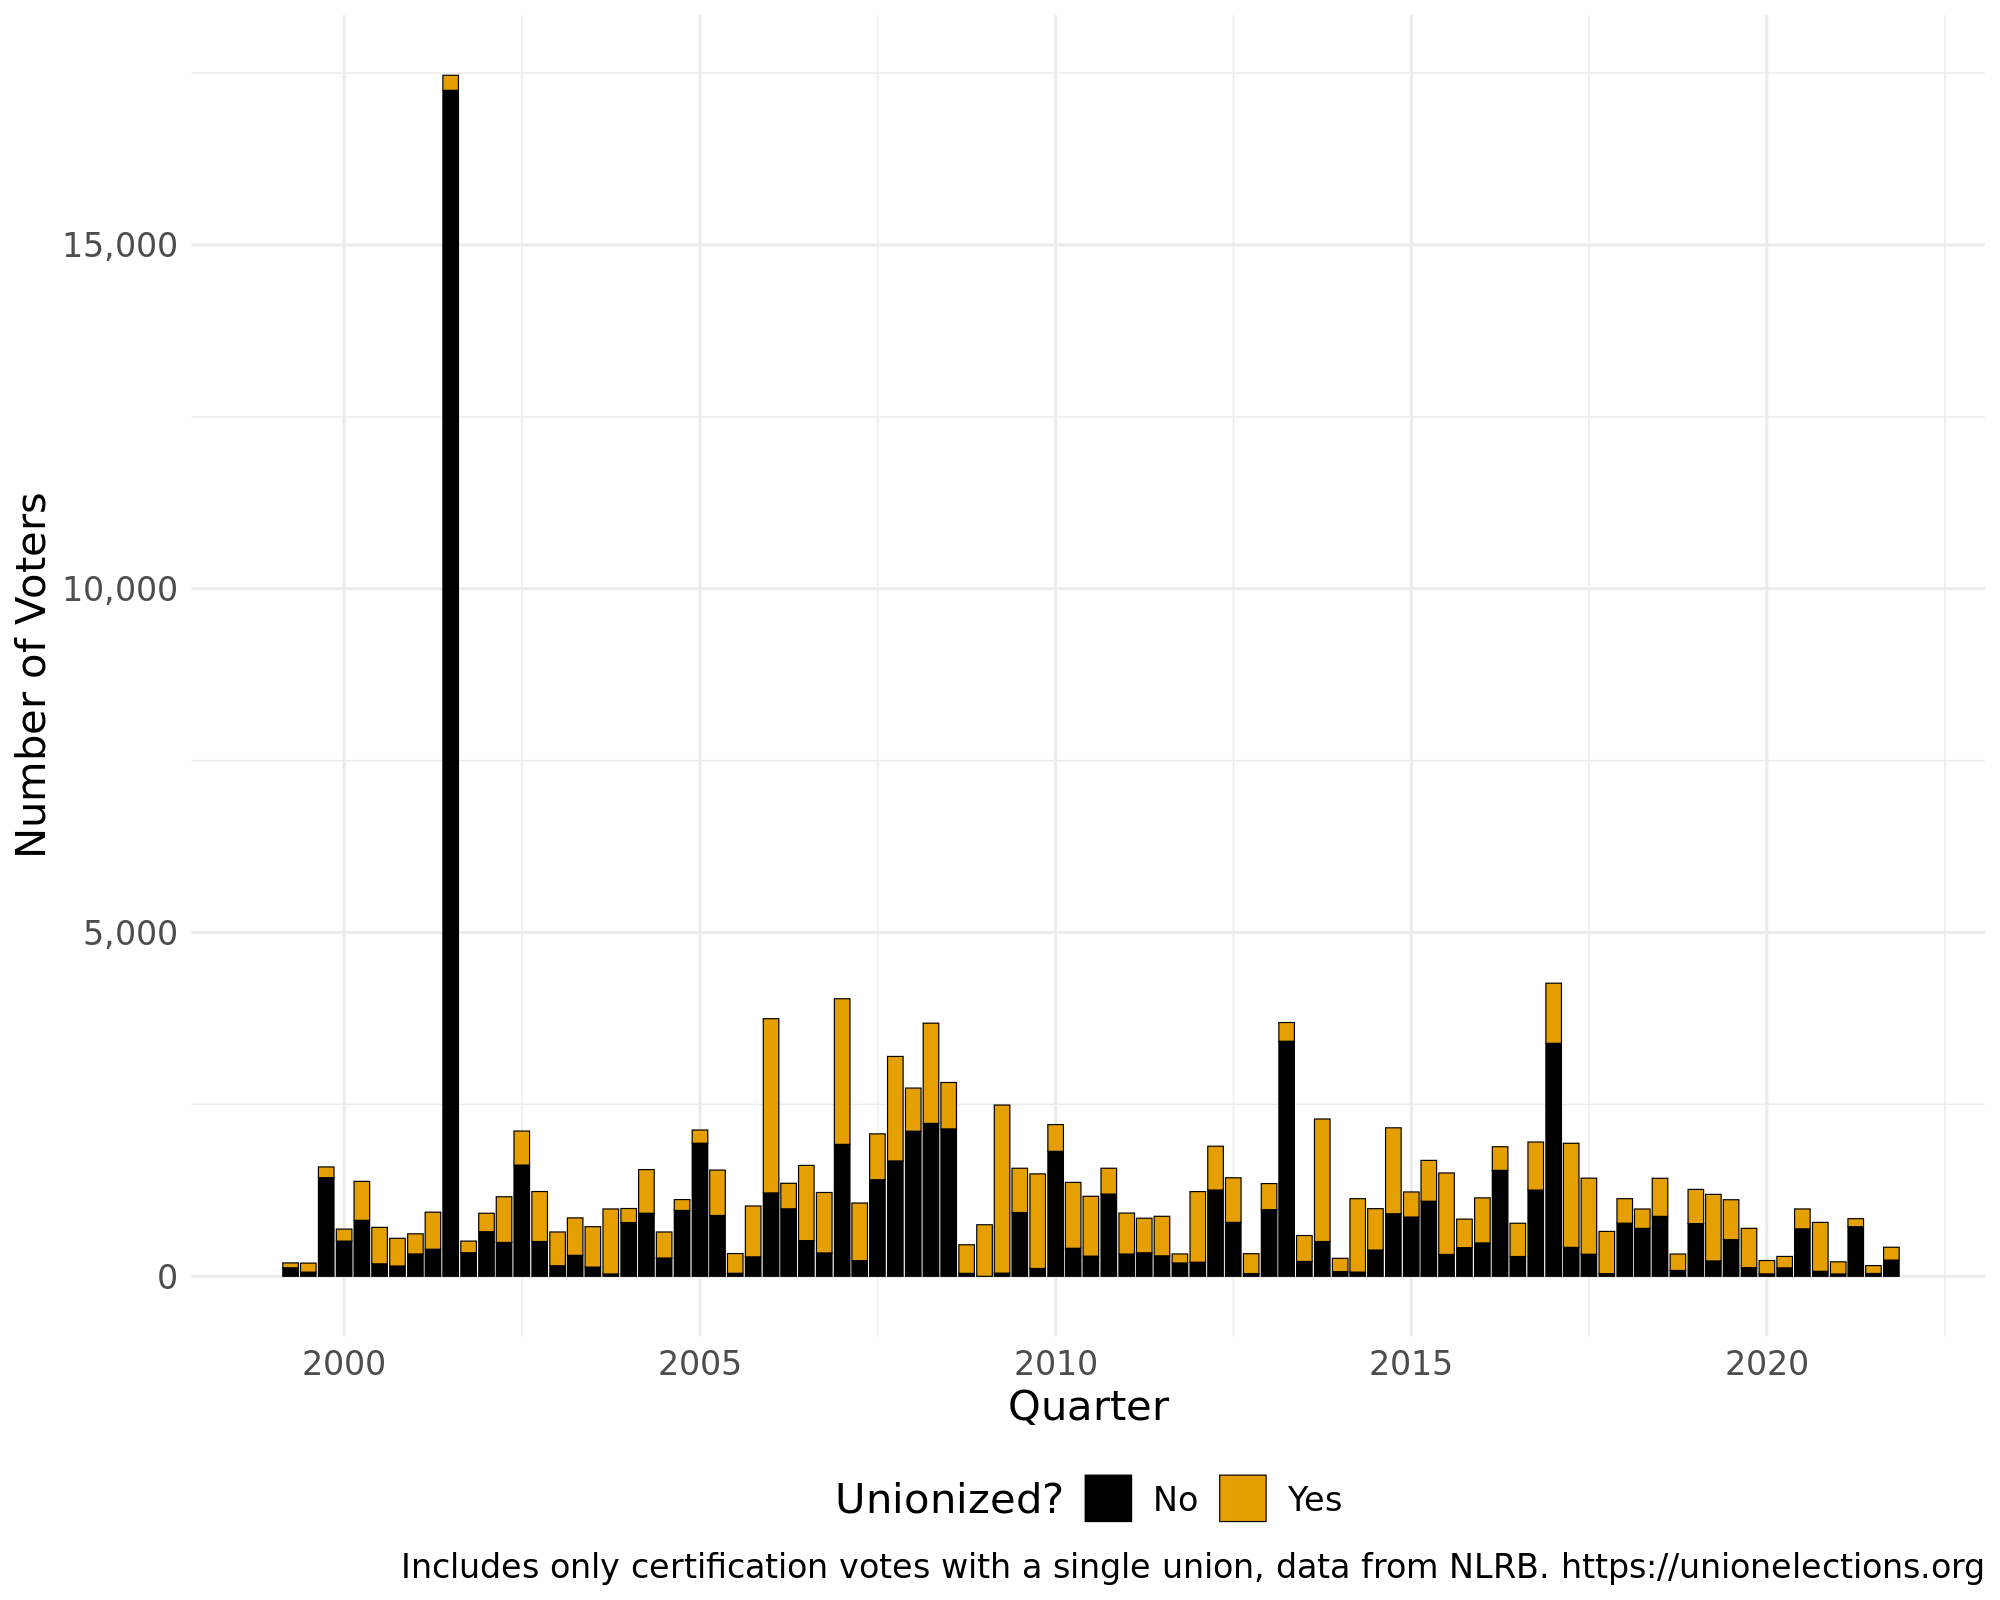 15,000
10,000
5,000
0
Number of Voters
2000 2005 2010 2015 2020
Quarter
Unionized? No Yes
Includes only certification votes with a single union, data from NLRB. https://unionelections.org